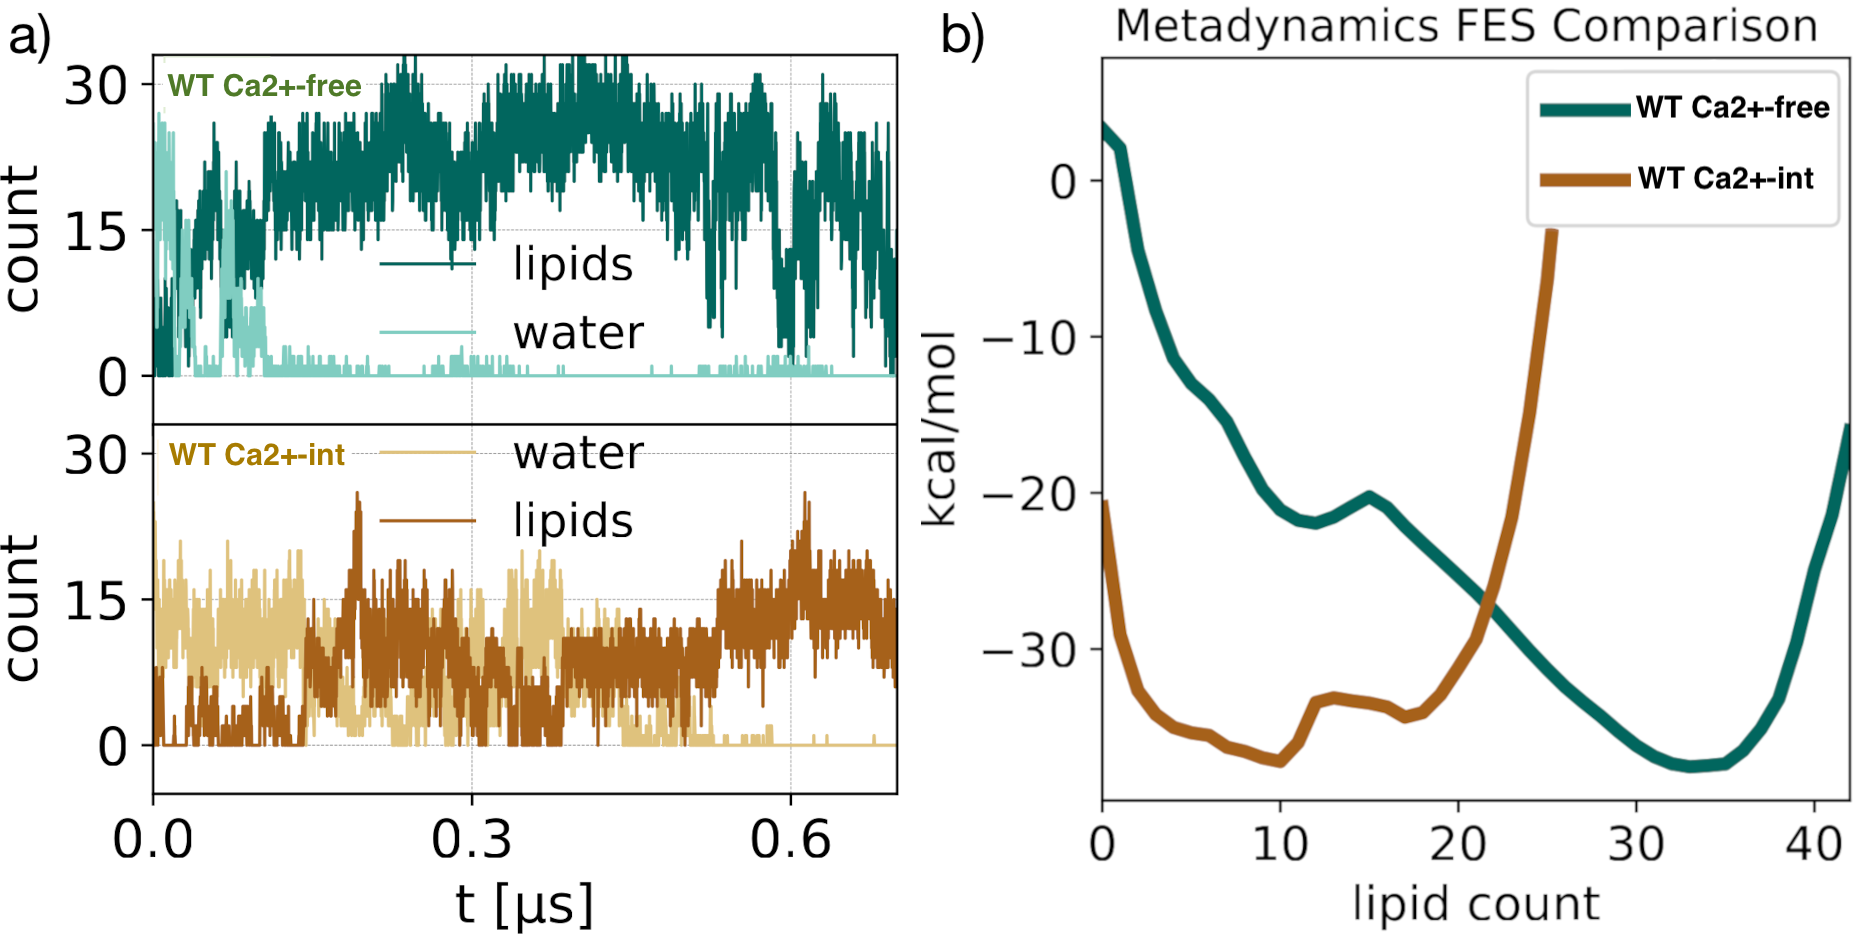 a)
30
15
0
count
WT Ca2+-free
lipids
water
30
15
0
count
WT Ca2+-int
water
lipids
0.0 0.3 0.6
t [µs]
b)
Metadynamics FES Comparison
WT Ca2+-free
WT Ca2+-int
0
−10
−20
−30
kcal/mol
0 10 20 30 40
lipid count